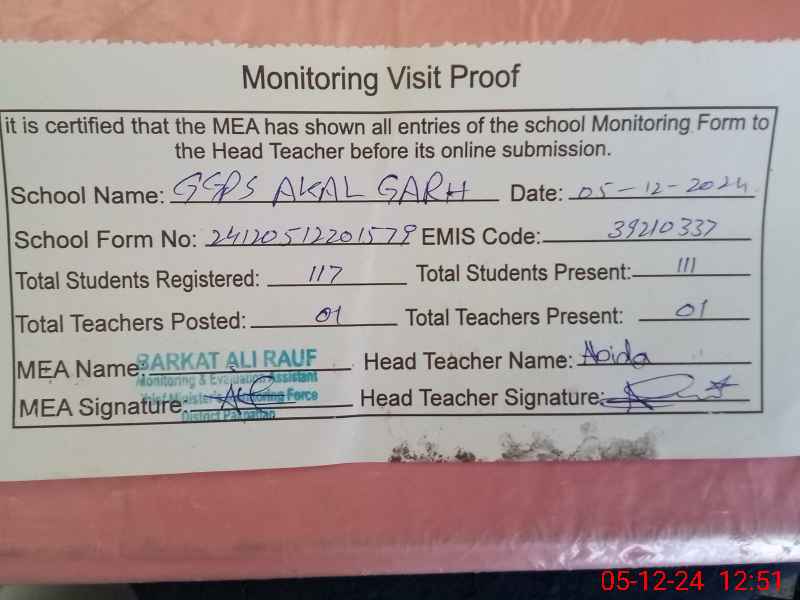 Monitoring Visit Proof
it is certified that the MEA has shown all entries of the school Monitoring Form to
the Head Teacher before its online submission.
School Name: GGPS AKAL GARH Date: 05-12-2024
School Form No: 24120512201579 EMIS Code: 39210337
Total Students Registered: 117 Total Students Present: 111
Total Teachers Posted: 01 Total Teachers Present: 01
MEA Name: BARKAT ALI RAUF Head Teacher Name: Abida
Monitoring & Evaluation Assistant
Chief Minister's Monitoring Force
MEA Signature: Head Teacher Signature:
District Pakpattan
05-12-24 12:51